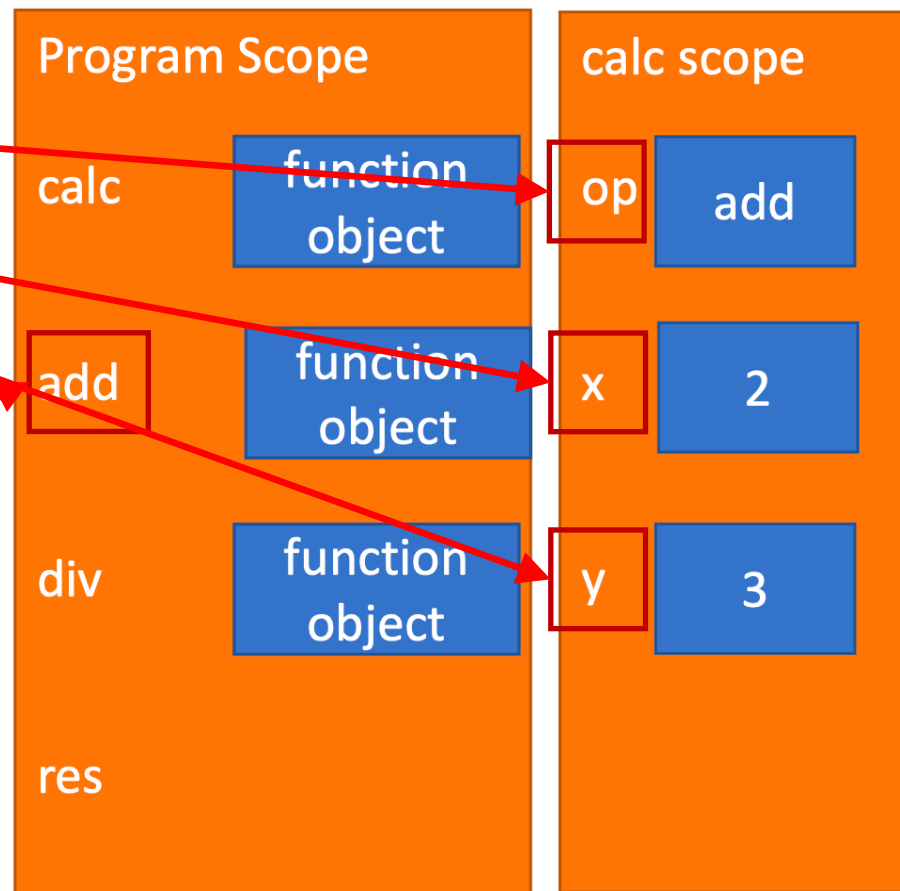 Program Scope
calc
function
object
add
function
object
div
function
object
res
calc scope
op
add
x
2
y
3